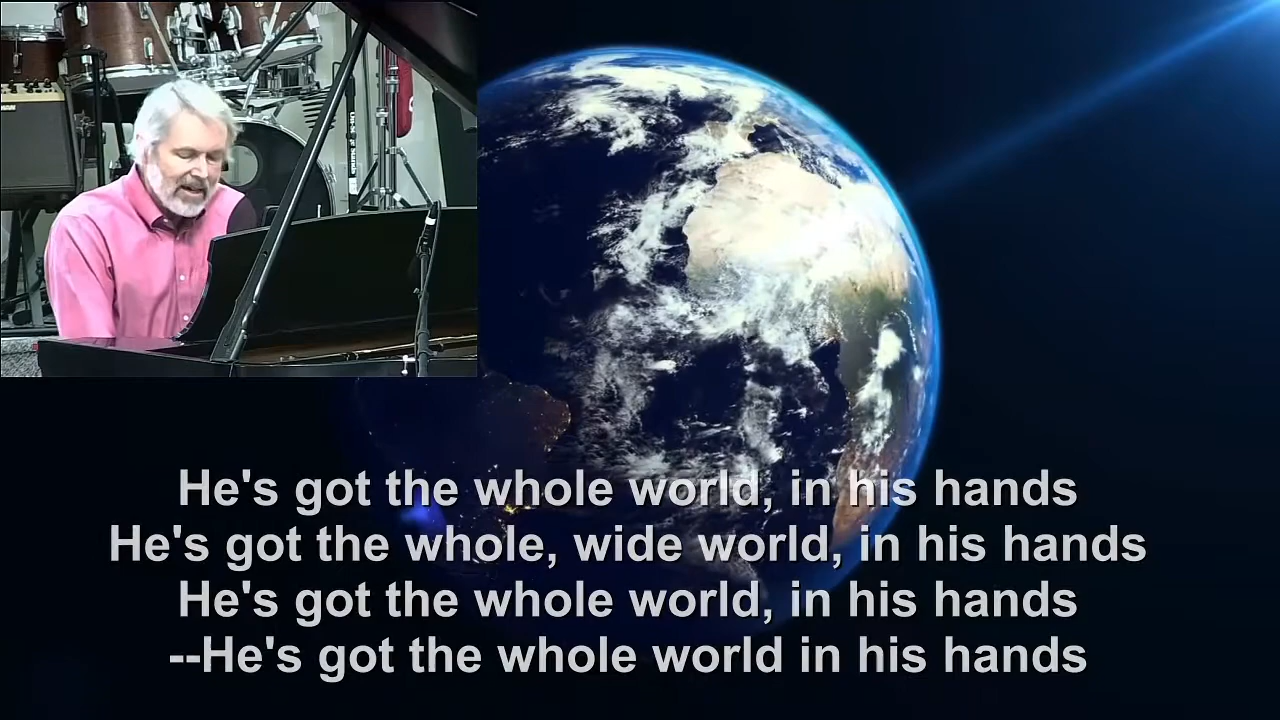 He's got the whole world, in his hands
He's got the whole, wide world, in his hands
He's got the whole world, in his hands
--He's got the whole world in his hands